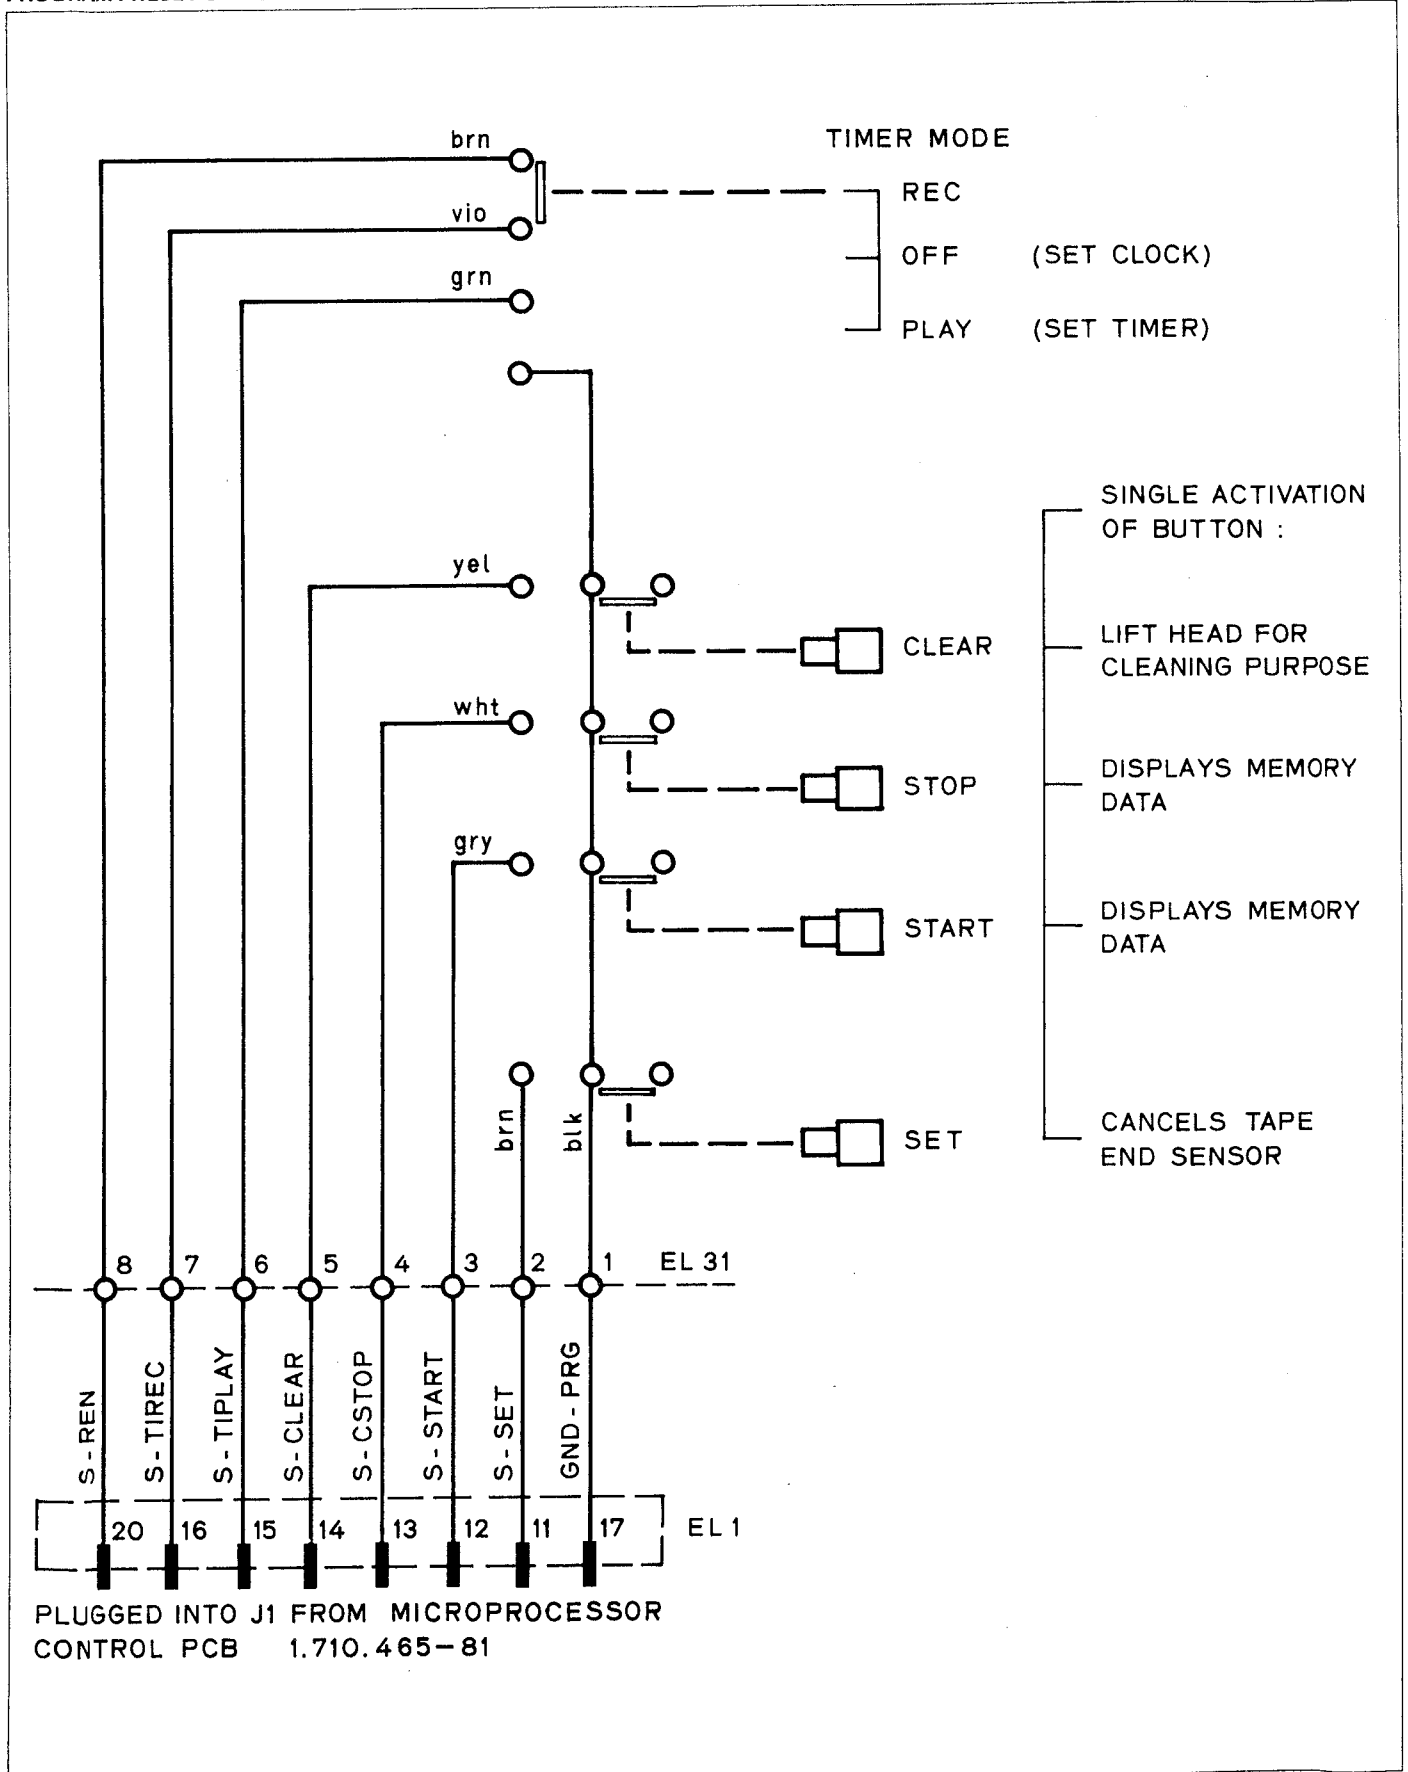 brn
TIMER MODE
REC
vio
OFF (SET CLOCK)
grn
PLAY (SET TIMER)
SINGLE ACTIVATION
OF BUTTON :
yel
CLEAR
LIFT HEAD FOR
CLEANING PURPOSE
wht
STOP
DISPLAYS MEMORY
DATA
gry
START
DISPLAYS MEMORY
DATA
brn
blk
SET
CANCELS TAPE
END SENSOR
8 7 6 5 4 3 2 1 EL 31
S-REN
S-TIREC
S-TIPLAY
S-CLEAR
S-CSTOP
S-START
S-SET
GND-PRG
20 16 15 14 13 12 11 17 EL 1
PLUGGED INTO J1 FROM MICROPROCESSOR
CONTROL PCB 1.710.465-81